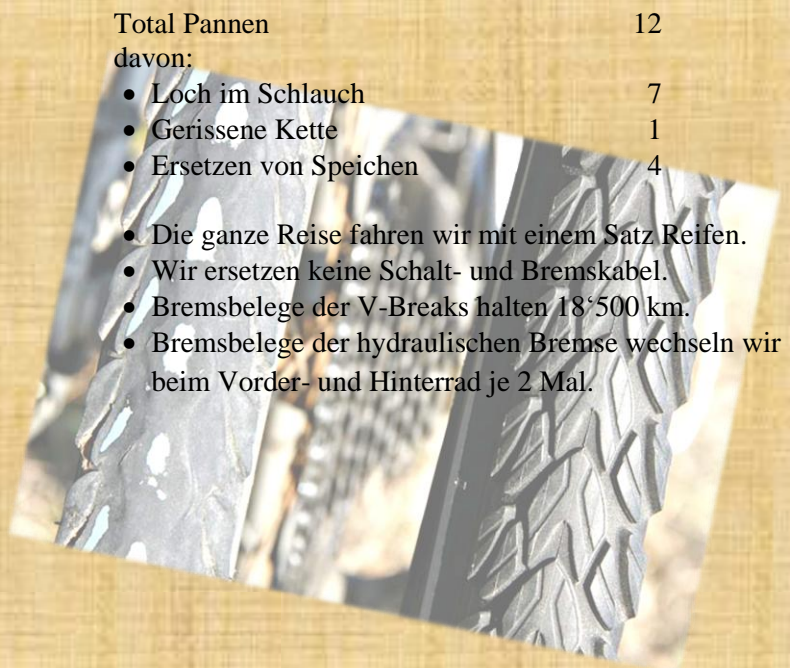 Total Pannen 12
davon:
• Loch im Schlauch 7
• Gerissene Kette 1
• Ersetzen von Speichen 4
• Die ganze Reise fahren wir mit einem Satz Reifen.
• Wir ersetzen keine Schalt- und Bremskabel.
• Bremsbelege der V-Breaks halten 18‘500 km.
• Bremsbelege der hydraulischen Bremse wechseln wir
beim Vorder- und Hinterrad je 2 Mal.